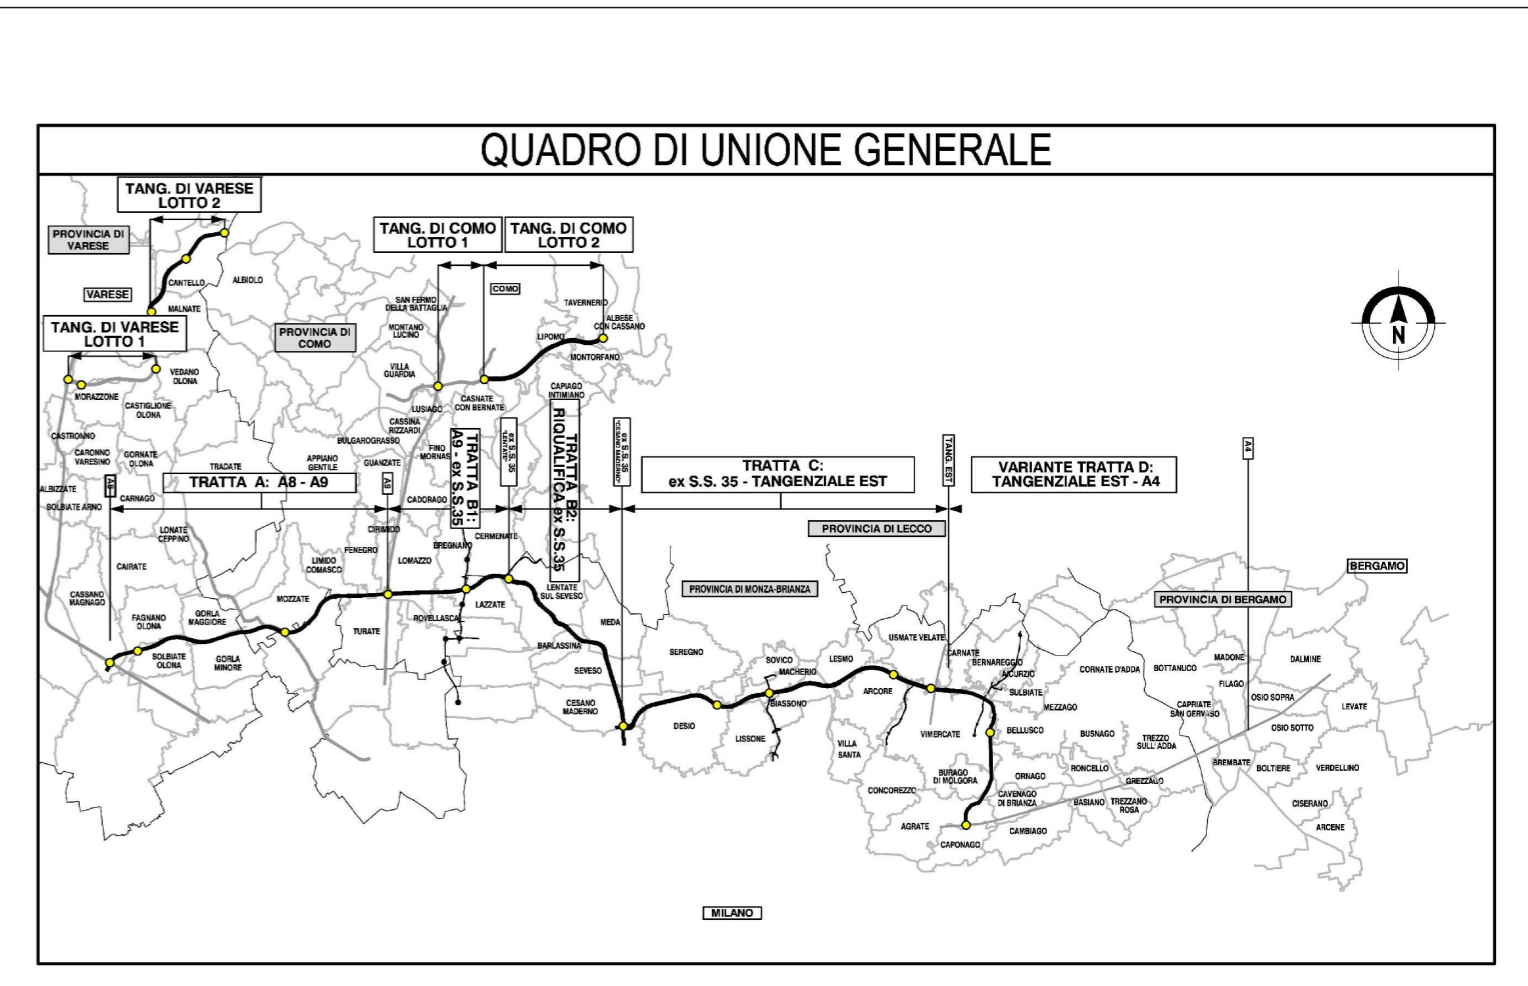 QUADRO DI UNIONE GENERALE
TANG. DI VARESE
LOTTO 2
PROVINCIA DI
VARESE
TANG. DI COMO
LOTTO 1
TANG. DI COMO
LOTTO 2
CANTELLO
ALBIOLO
VARESE
MALNATE
COMO
SAN FERMO
DELLA BATTAGLIA
TAVERNERIO
ALBESE
CON CASSANO
TANG. DI VARESE
LOTTO 1
PROVINCIA DI
COMO
MONTANO
LUCINO
LIPOMO
MONTORFANO
N
VEDANO
OLONA
VILLA
GUARDIA
MORAZZONE
CASTIGLIONE
OLONA
LUSIAGO
CASNATE
CON BERNATE
CAPIAGO
INTIMIANO
CASSINA
RIZZARDI
CASTRONNO
BULGAROGRASSO
FINO
MORNAS
CARONNO
VARESINO
GORNATE
OLONA
TRADATE
APPIANO
GENTILE
GUANZATE
TRATTA A: A8 - A9
A8
A9
TRATTA B1:
A9 - ex S.S.35
ex S.S. 35
"LENTATE"
TRATTA B2:
RIQUALIFICA ex S.S.35
ex S.S. 35
"CESANO MADERNO"
TRATTA C:
ex S.S. 35 - TANGENZIALE EST
TANG. EST
VARIANTE TRATTA D:
TANGENZIALE EST - A4
A4
ALBIZZATE
CARNAGO
SOLBIATE ARNO
CADORAGO
LONATE
CEPPINO
CIRIMIDO
CERMENATE
PROVINCIA DI LECCO
FENEGRO
BREGNANO
LIMIDO
COMASCO
LOMAZZO
CAIRATE
BERGAMO
CASSANO
MAGNAGO
MOZZATE
LAZZATE
LENTATE
SUL SEVESO
PROVINCIA DI MONZA-BRIANZA
PROVINCIA DI BERGAMO
FAGNANO
OLONA
GORLA
MAGGIORE
ROVELLASCA
MEDA
TURATE
USMATE VELATE
BARLASSINA
SEREGNO
CARNATE
SOLBIATE
OLONA
GORLA
MINORE
SEVESO
SOVICO
MACHERIO
LESMO
BERNAREGGIO
AICURZIO
CORNATE D'ADDA
BOTTANUCO
MADONE
DALMINE
FILAGO
ARCORE
SULBIATE
BIASSONO
MEZZAGO
CESANO
MADERNO
CAPRIATE
SAN GERVASO
OSIO SOPRA
LEVATE
DESIO
LISSONE
VIMERCATE
BELLUSCO
BUSNAGO
TREZZO
SULL' ADDA
OSIO SOTTO
VILLA
SANTA
BREMBATE
BOLTIERE
VERDELLINO
BURAGO
DI MOLGORA
ORNAGO
RONCELLO
GREZZAGO
CONCOREZZO
CAVENAGO
DI BRIANZA
BASIANO
TREZZANO
ROSA
CISERANO
AGRATE
CAMBIAGO
ARCENE
CAPONAGO
MILANO